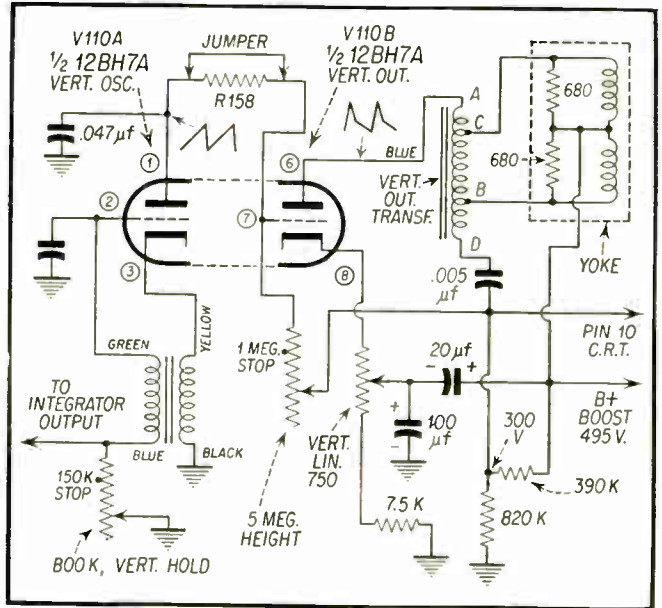 V110A
½ 12BH7A
VERT. OSC.
JUMPER
R158
V110B
½ 12BH7A
VERT. OUT.
.047µf
①
②
③
⑥
⑦
⑧
BLUE
A
C
B
D
VERT.
OUT.
TRANSF.
680
680
YOKE
.005
µf
PIN 10
C.R.T.
GREEN
YELLOW
BLUE
BLACK
TO
INTEGRATOR
OUTPUT
150K
STOP
800K, VERT. HOLD
1 MEG.
STOP
5 MEG.
HEIGHT
VERT.
LIN.
750
- 20µf +
+
100
µf
-
7.5 K
300
V
B+
BOOST
495V.
390 K
820 K